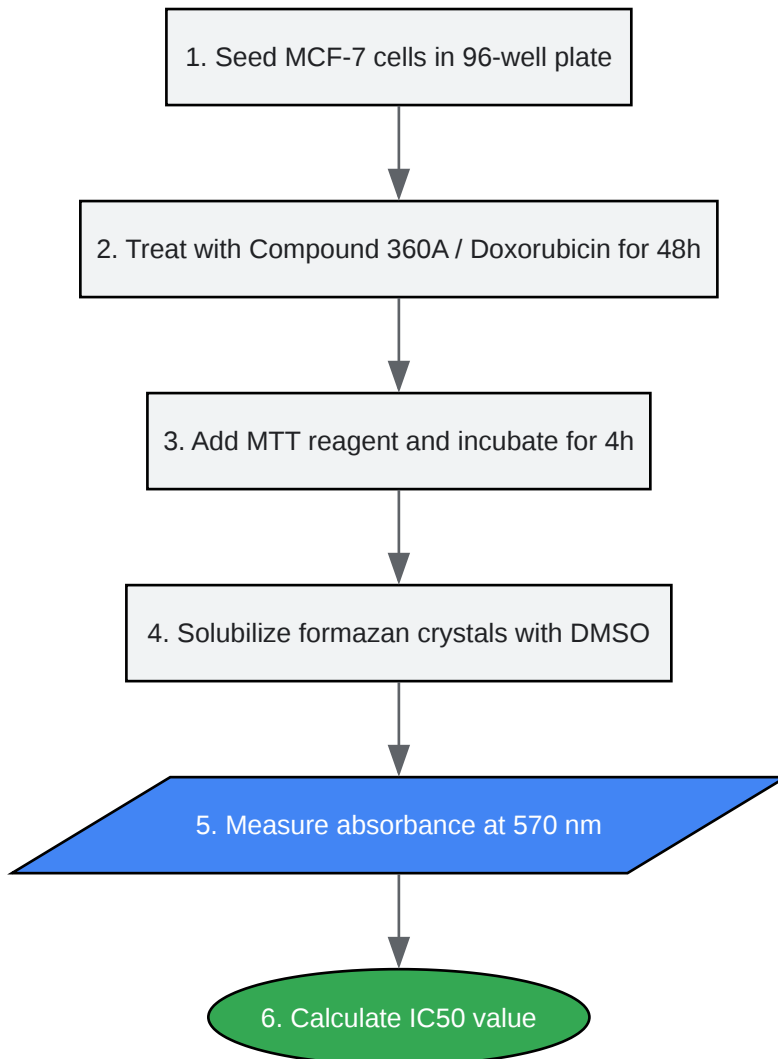 1. Seed MCF-7 cells in 96-well plate
2. Treat with Compound 360A / Doxorubicin for 48h
3. Add MTT reagent and incubate for 4h
4. Solubilize formazan crystals with DMSO
5. Measure absorbance at 570 nm
6. Calculate IC50 value